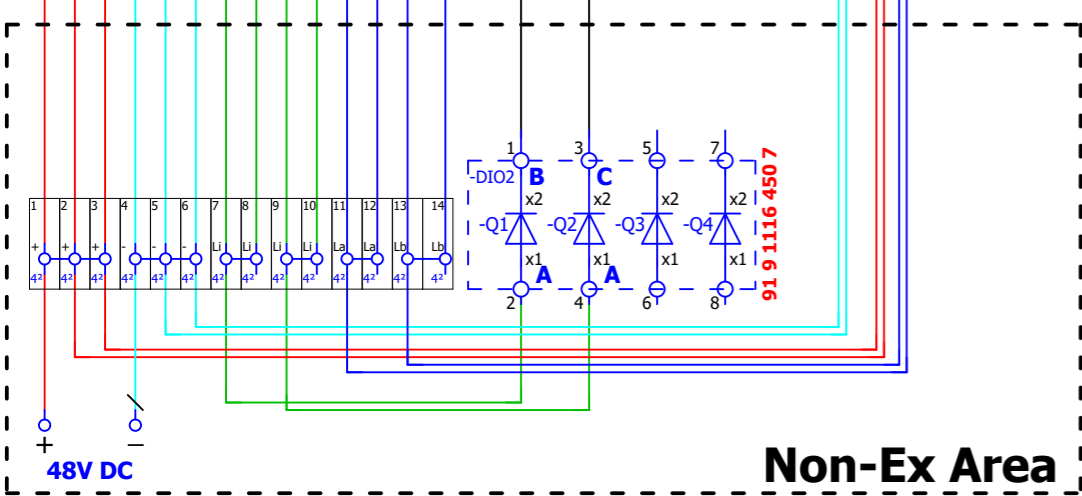 1 3 5 7
-DIO2 B C
1 2 3 4 5 6 7 8 9 10 11 12 13 14
x2 x2 x2 x2
-Q1 -Q2 -Q3 -Q4
+ + + - - - Li Li Li Li La La Lb Lb
x1 x1 x1 x1
4² 4² 4² 4² 4² 4² 4² 4² 4² 4² 4² 4² 4² 4²
A A
2 4 6 8
91 9 1116 450 7
+ −
48V DC
Non-Ex Area